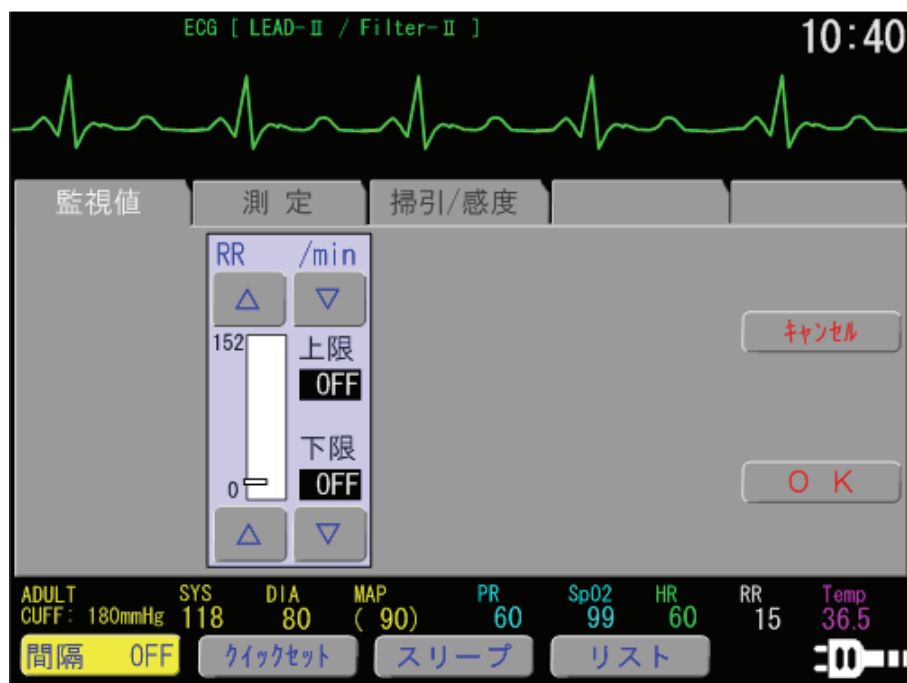 ECG [ LEAD-Ⅱ / Filter-Ⅱ ]
10:40
監視値 測 定 掃引/感度
RR /min
△ ▽
152
上限
OFF
下限
0 OFF
△ ▽
ｷｬﾝｾﾙ
O K
ADULT SYS DIA MAP PR SpO2 HR RR Temp
CUFF: 180mmHg 118 80 ( 90) 60 99 60 15 36.5
間隔 OFF ｸｲｯｸｾｯﾄ スリープ リスト